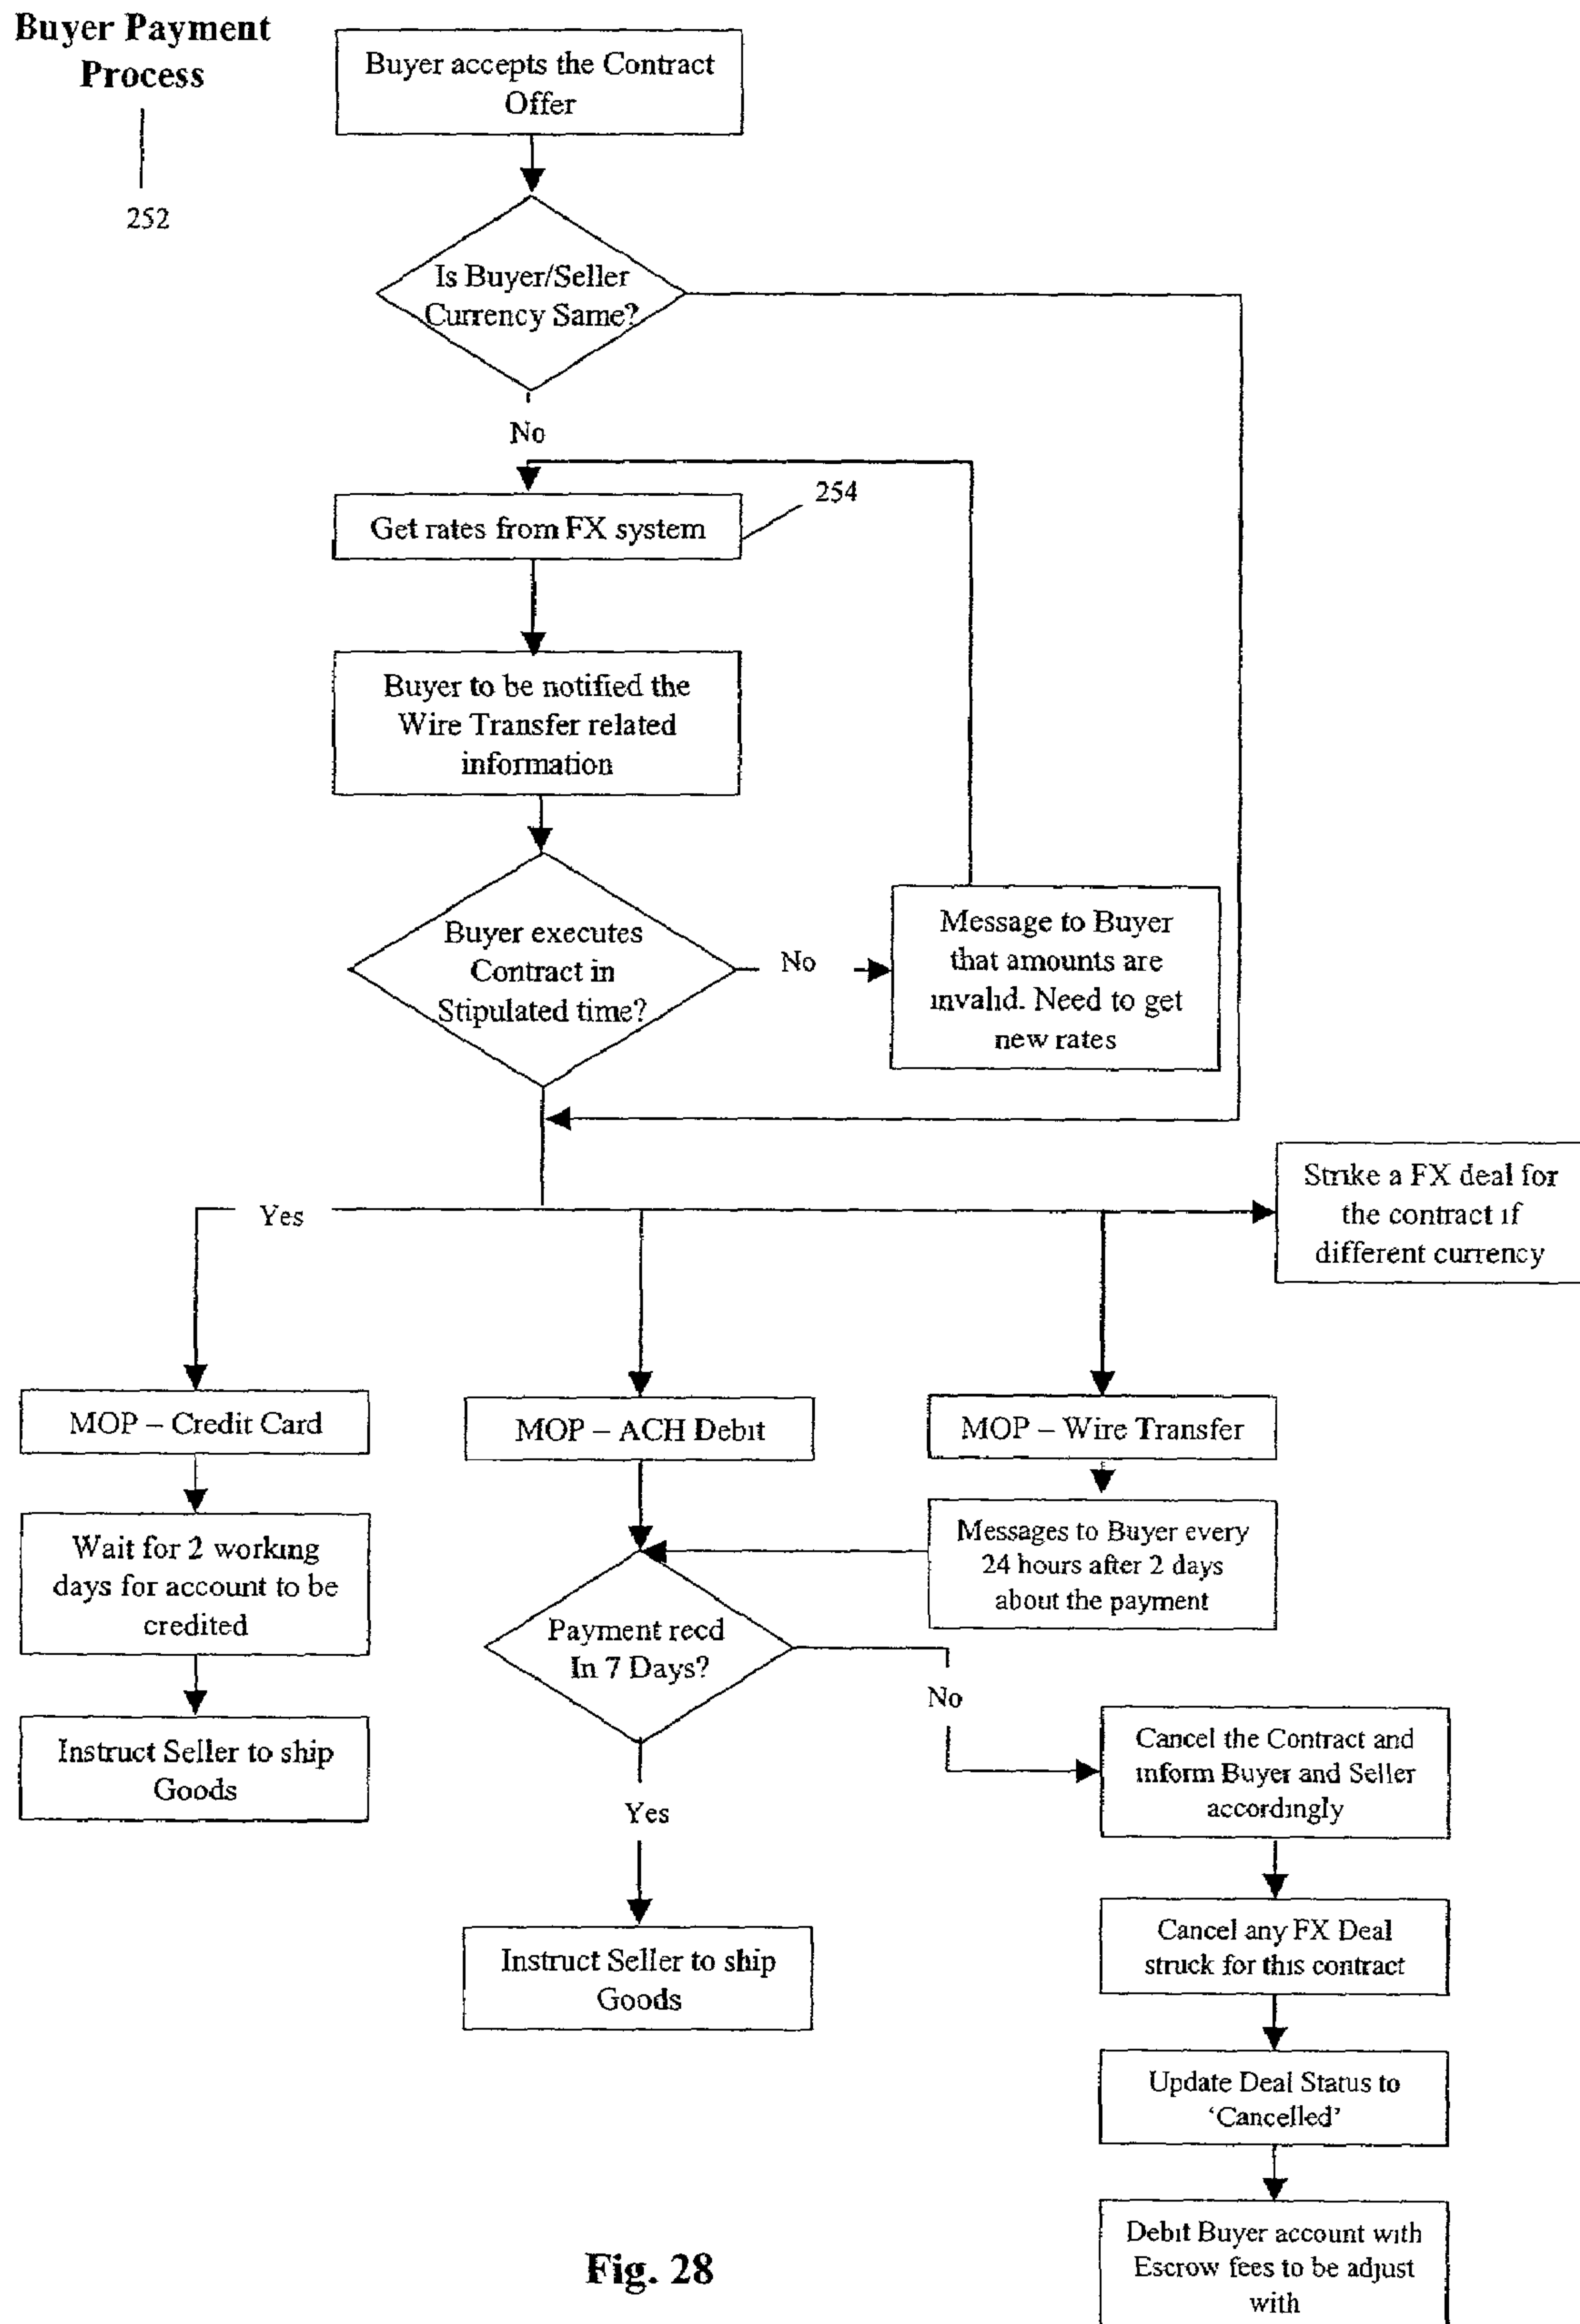 Buyer Payment
Process
252
Buyer accepts the Contract
Offer
Is Buyer/Seller
Currency Same?
No
254
Get rates from FX system
Buyer to be notified the
Wire Transfer related
information
Buyer executes
Contract in
Stipulated time?
No
Message to Buyer
that amounts are
invalid. Need to get
new rates
Strike a FX deal for
the contract if
different currency
Yes
MOP – Credit Card
MOP – ACH Debit
MOP – Wire Transfer
Wait for 2 working
days for account to be
credited
Messages to Buyer every
24 hours after 2 days
about the payment
Payment recd
In 7 Days?
No
Instruct Seller to ship
Goods
Cancel the Contract and
inform Buyer and Seller
accordingly
Yes
Instruct Seller to ship
Goods
Cancel any FX Deal
struck for this contract
Update Deal Status to
‘Cancelled’
Debit Buyer account with
Escrow fees to be adjust
with
Fig. 28